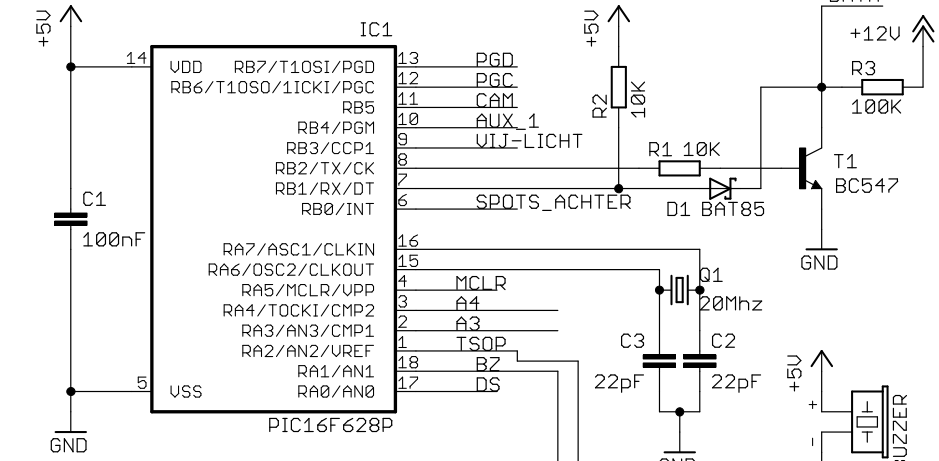 +5V
IC1
+5V
+12V
14
VDD
RB7/T1OSI/PGD
13
PGD
RB6/T1OSO/1ICKI/PGC
12
PGC
RB5
11
CAM
RB4/PGM
10
AUX_1
RB3/CCP1
9
VIJ-LICHT
RB2/TX/CK
8
RB1/RX/DT
7
RB0/INT
6
SPOTS_ACHTER
R2
10K
R1 10K
D1 BAT85
R3
100K
T1
BC547
GND
C1
100nF
RA7/ASC1/CLKIN
16
RA6/OSC2/CLKOUT
15
RA5/MCLR/VPP
4
MCLR
RA4/TOCKI/CMP2
3
A4
RA3/AN3/CMP1
2
A3
RA2/AN2/VREF
1
TSOP
RA1/AN1
18
BZ
RA0/AN0
17
DS
5
VSS
PIC16F628P
GND
Q1
20Mhz
C3
22pF
C2
22pF
+5V
+
-
BUZZER